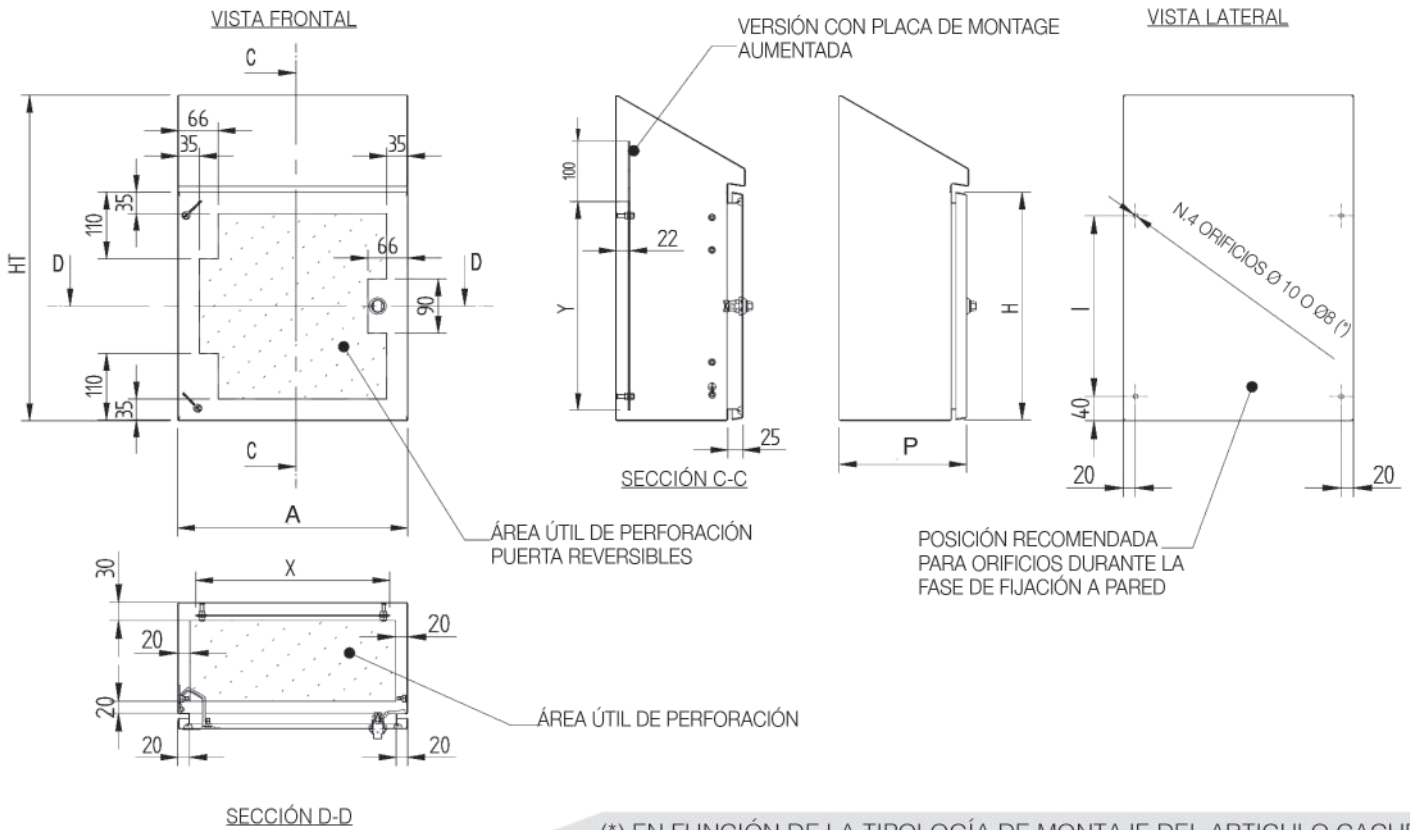 VISTA FRONTAL
VERSIÓN CON PLACA DE MONTAGE
AUMENTADA
VISTA LATERAL
C
66
35
35
35
110
HT
D
66
D
90
110
35
C
A
100
22
Y
25
SECCIÓN C-C
H
P
N.4 ORIFICIOS Ø 10 O Ø8 (*)
I
40
20
20
ÁREA ÚTIL DE PERFORACIÓN
PUERTA REVERSIBLES
POSICIÓN RECOMENDADA
PARA ORIFICIOS DURANTE LA
FASE DE FIJACIÓN A PARED
30
X
20
20
20
20
20
ÁREA ÚTIL DE PERFORACIÓN
SECCIÓN D-D